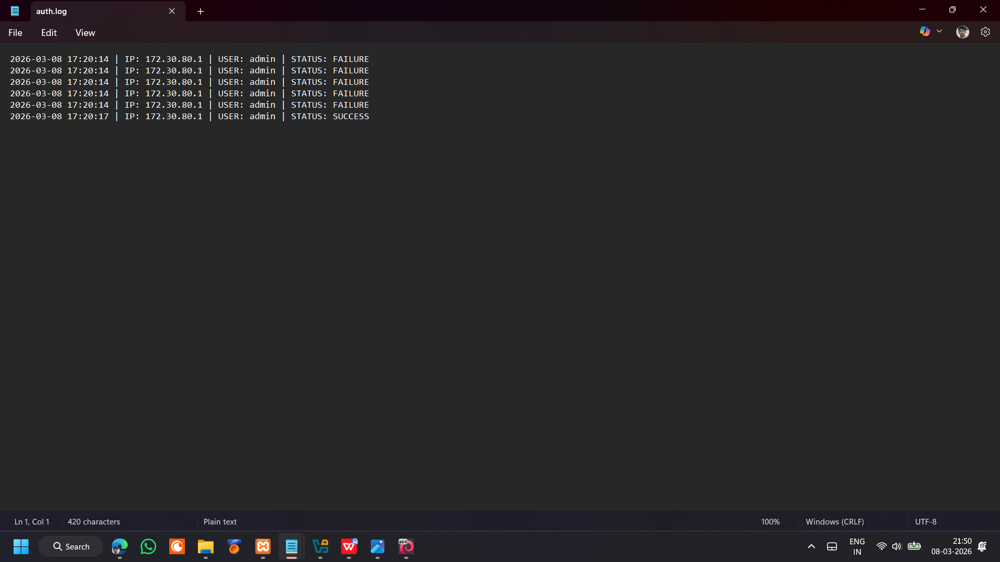 auth.log
File Edit View
2026-03-08 17:20:14 | IP: 172.30.80.1 | USER: admin | STATUS: FAILURE
2026-03-08 17:20:14 | IP: 172.30.80.1 | USER: admin | STATUS: FAILURE
2026-03-08 17:20:14 | IP: 172.30.80.1 | USER: admin | STATUS: FAILURE
2026-03-08 17:20:14 | IP: 172.30.80.1 | USER: admin | STATUS: FAILURE
2026-03-08 17:20:14 | IP: 172.30.80.1 | USER: admin | STATUS: FAILURE
2026-03-08 17:20:17 | IP: 172.30.80.1 | USER: admin | STATUS: SUCCESS
Ln 1, Col 1 420 characters Plain text 100% Windows (CRLF) UTF-8
Search x64 ENG 21:50
IN 08-03-2026